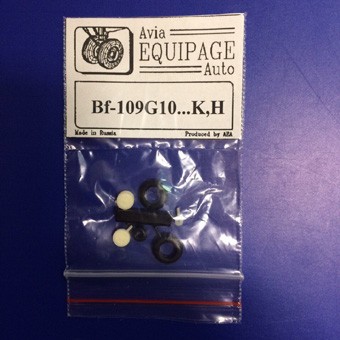 Avia
EQUIPAGE
Auto
Bf-109G10...K,H
Made in Russia Produced by AEA